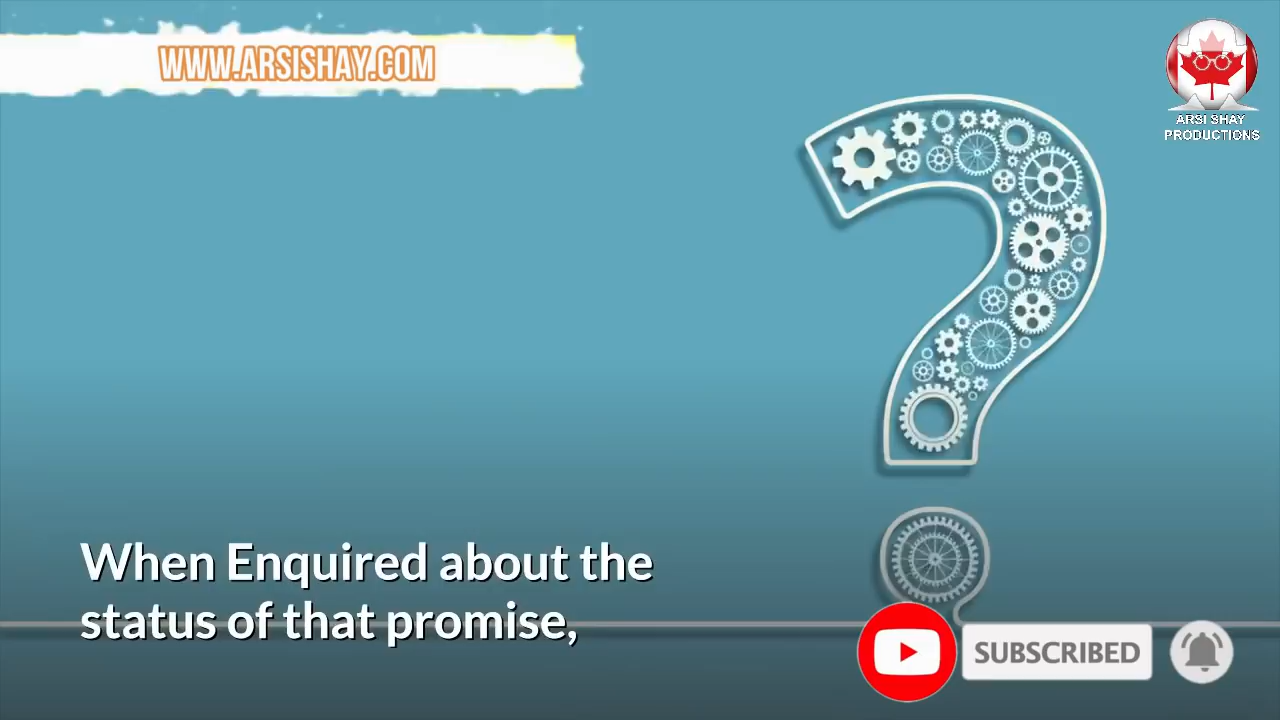 WWW.ARSISHAY.COM
ARSI SHAY
PRODUCTIONS
When Enquired about the
status of that promise,
SUBSCRIBED